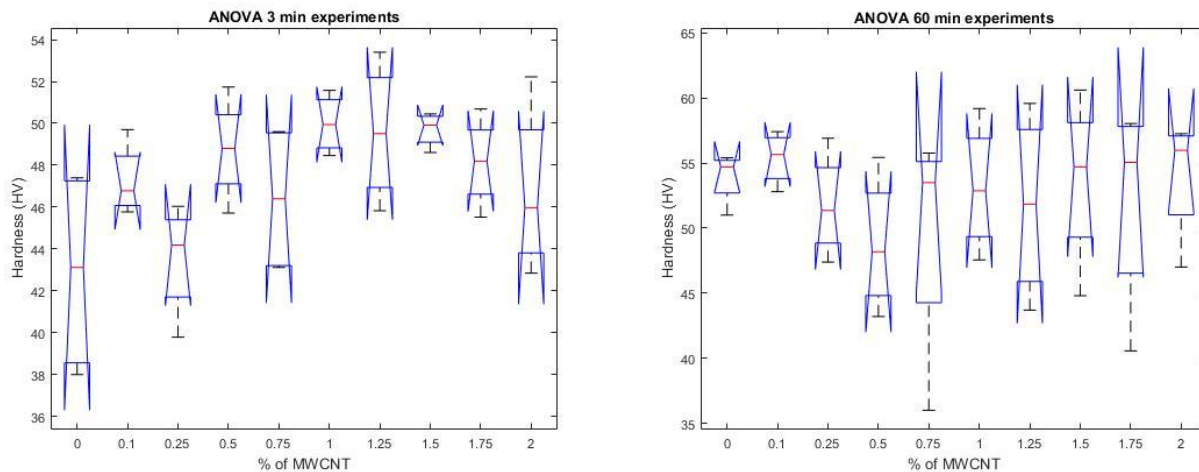 ANOVA 3 min experiments
54
52
50
48
46
44
42
40
38
36
Hardness (HV)
0 0.1 0.25 0.5 0.75 1 1.25 1.5 1.75 2
% of MWCNT
ANOVA 60 min experiments
65
60
55
50
45
40
35
Hardness (HV)
0 0.1 0.25 0.5 0.75 1 1.25 1.5 1.75 2
% of MWCNT